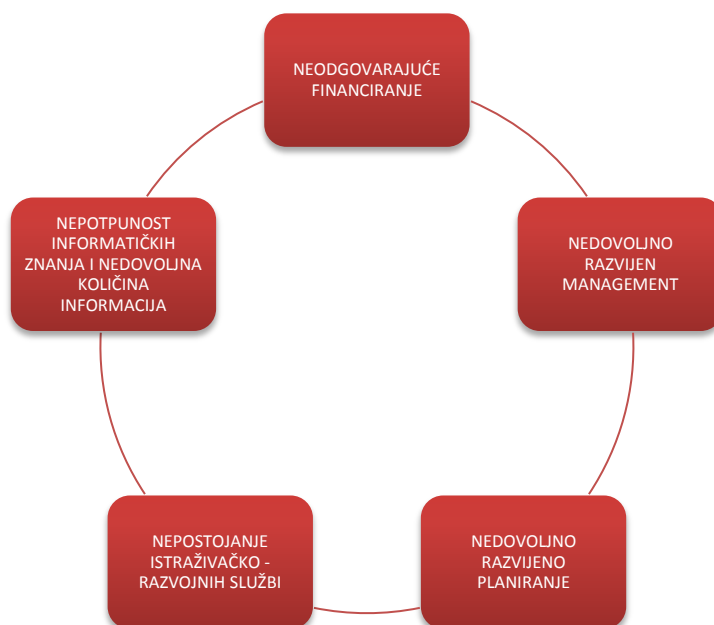 NEODGOVARAJUĆE
FINANCIRANJE
NEDOVOLJNO
RAZVIJEN
MANAGEMENT
NEDOVOLJNO
RAZVIJENO
PLANIRANJE
NEPOSTOJANJE
ISTRAŽIVAČKO -
RAZVOJNIH SLUŽBI
NEPOTPUNOST
INFORMATIČKIH
ZNANJA I NEDOVOLJNA
KOLIČINA
INFORMACIJA